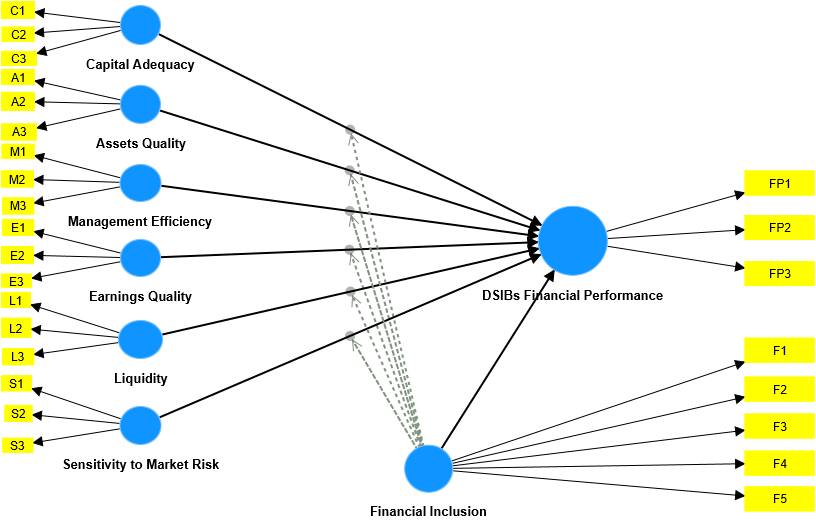 C1
C2
C3
Capital Adequacy
A1
A2
A3
Assets Quality
M1
M2
M3
Management Efficiency
E1
E2
E3
Earnings Quality
L1
L2
L3
Liquidity
S1
S2
S3
Sensitivity to Market Risk
DSIBs Financial Performance
FP1
FP2
FP3
Financial Inclusion
F1
F2
F3
F4
F5